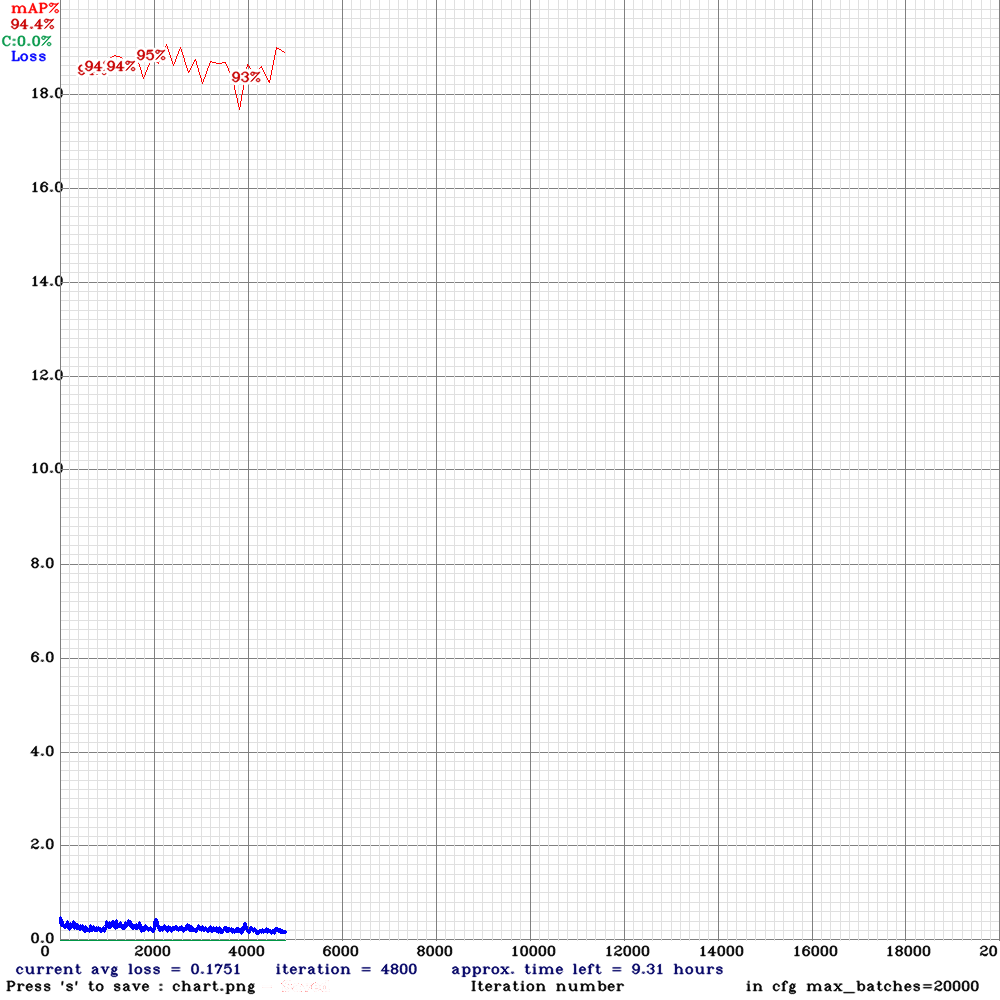 mAP%
94.4%
C:0.0%
Loss
94% 94% 95% 93%
18.0
16.0
14.0
12.0
10.0
8.0
6.0
4.0
2.0
0.0
0 2000 4000 6000 8000 10000 12000 14000 16000 18000 20
current avg loss = 0.1751 iteration = 4800 approx. time left = 9.31 hours
Press 's' to save : chart.png Iteration number in cfg max_batches=20000